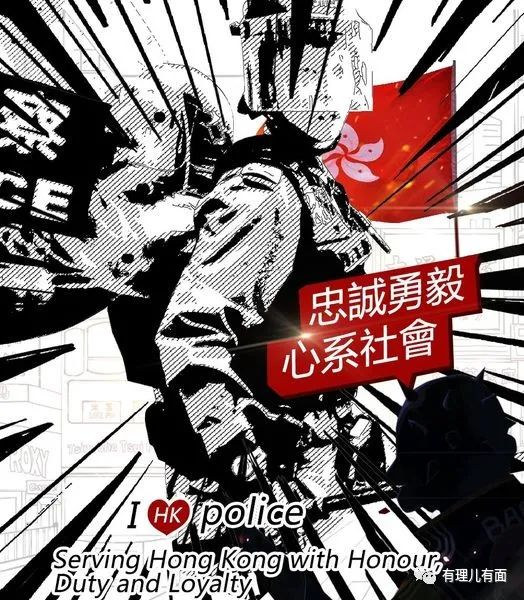 忠誠勇毅
心系社會
ROXY
I HK police
Serving Hong Kong with Honour,
Duty and Loyalty
有理儿有面